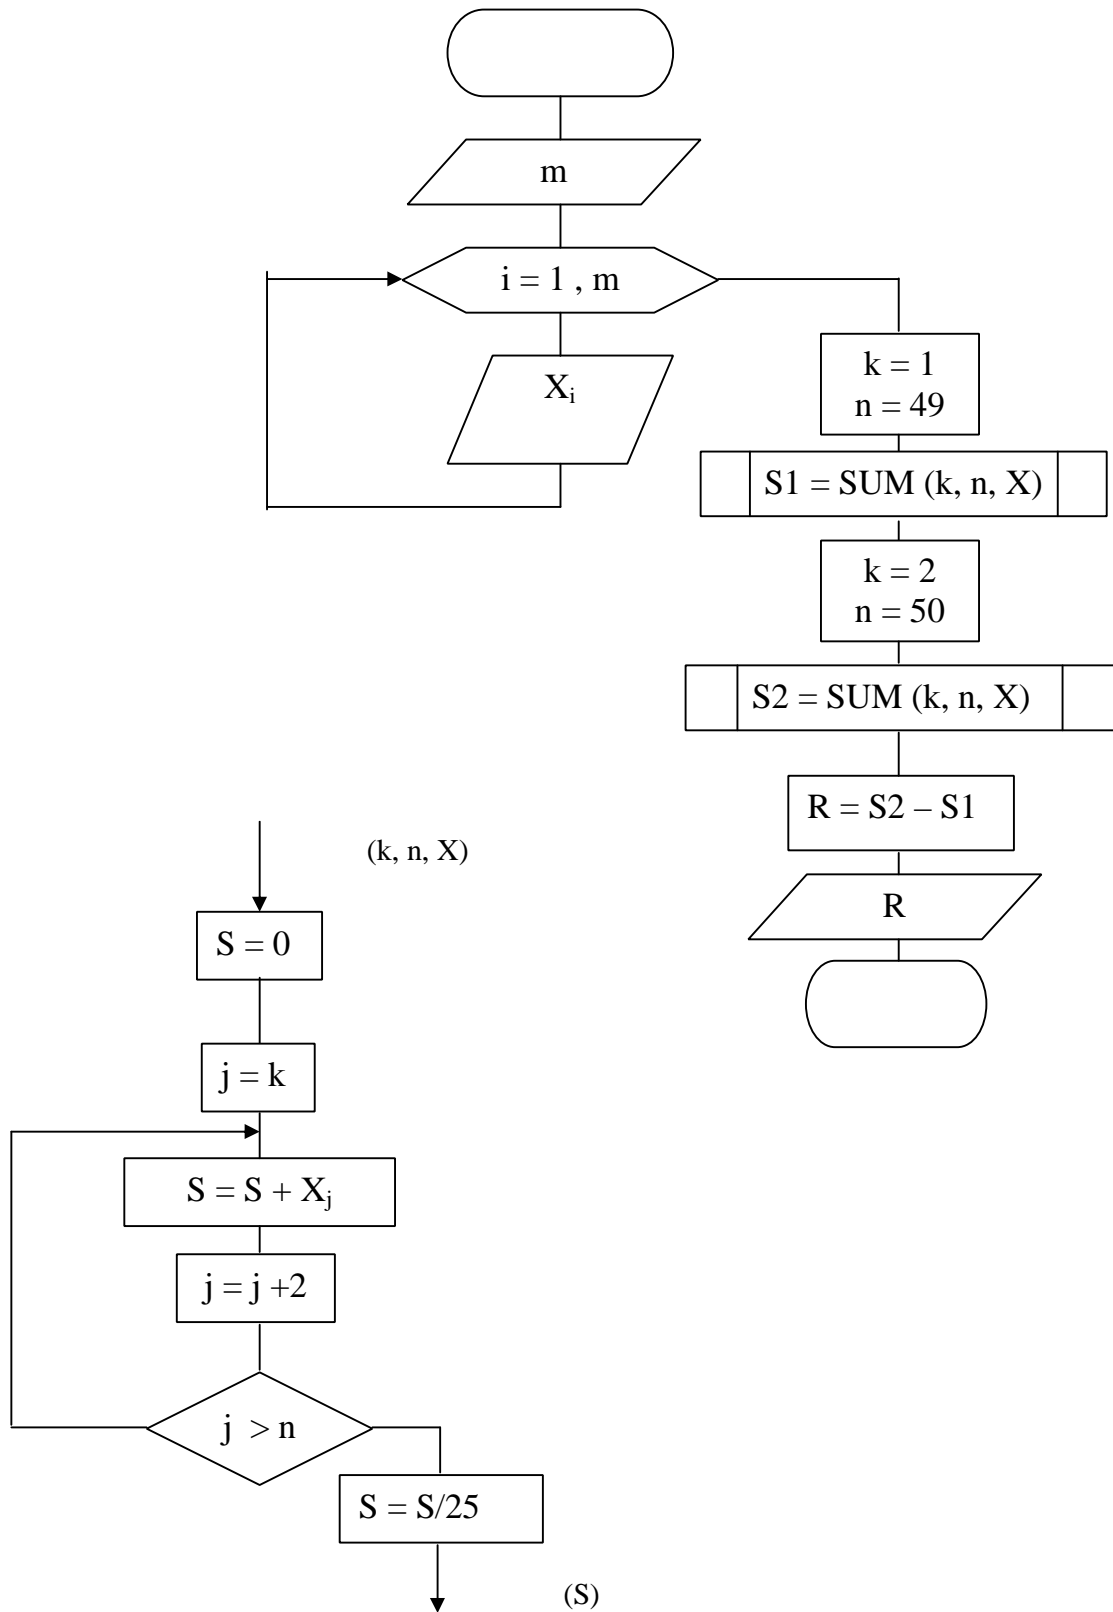 m
i = 1 , m
Xᵢ
k = 1
n = 49
S1 = SUM (k, n, X)
k = 2
n = 50
S2 = SUM (k, n, X)
R = S2 – S1
R
(k, n, X)
S = 0
j = k
S = S + Xⱼ
j = j +2
j > n
S = S/25
(S)